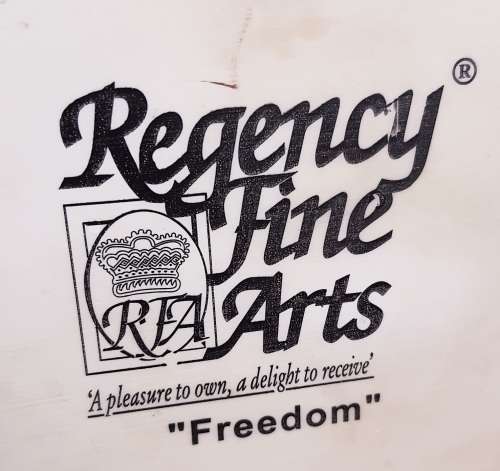 Regency ®
Fine
Arts
RFA
'A pleasure to own, a delight to receive'
"Freedom"